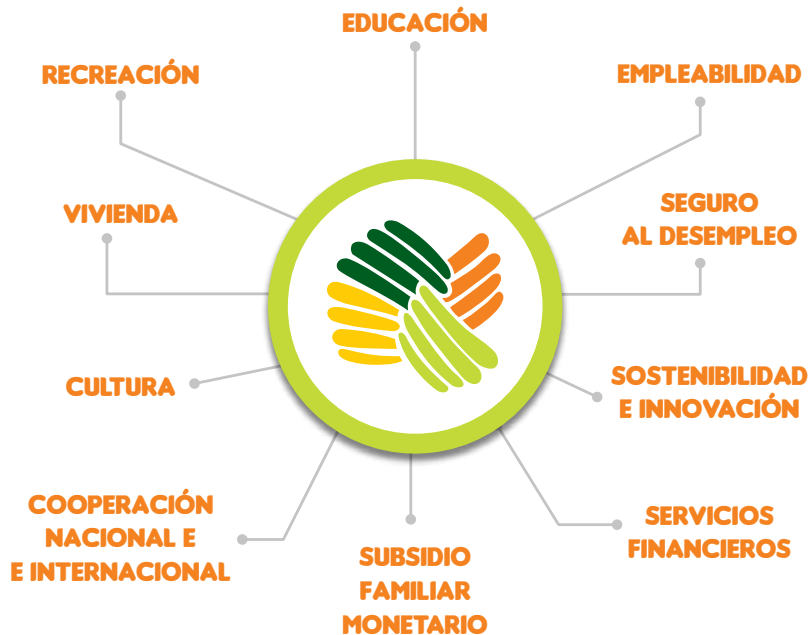 EDUCACIÓN
RECREACIÓN
EMPLEABILIDAD
VIVIENDA
SEGURO
AL DESEMPLEO
CULTURA
SOSTENIBILIDAD
E INNOVACIÓN
COOPERACIÓN
NACIONAL E
E INTERNACIONAL
SUBSIDIO
FAMILIAR
MONETARIO
SERVICIOS
FINANCIEROS